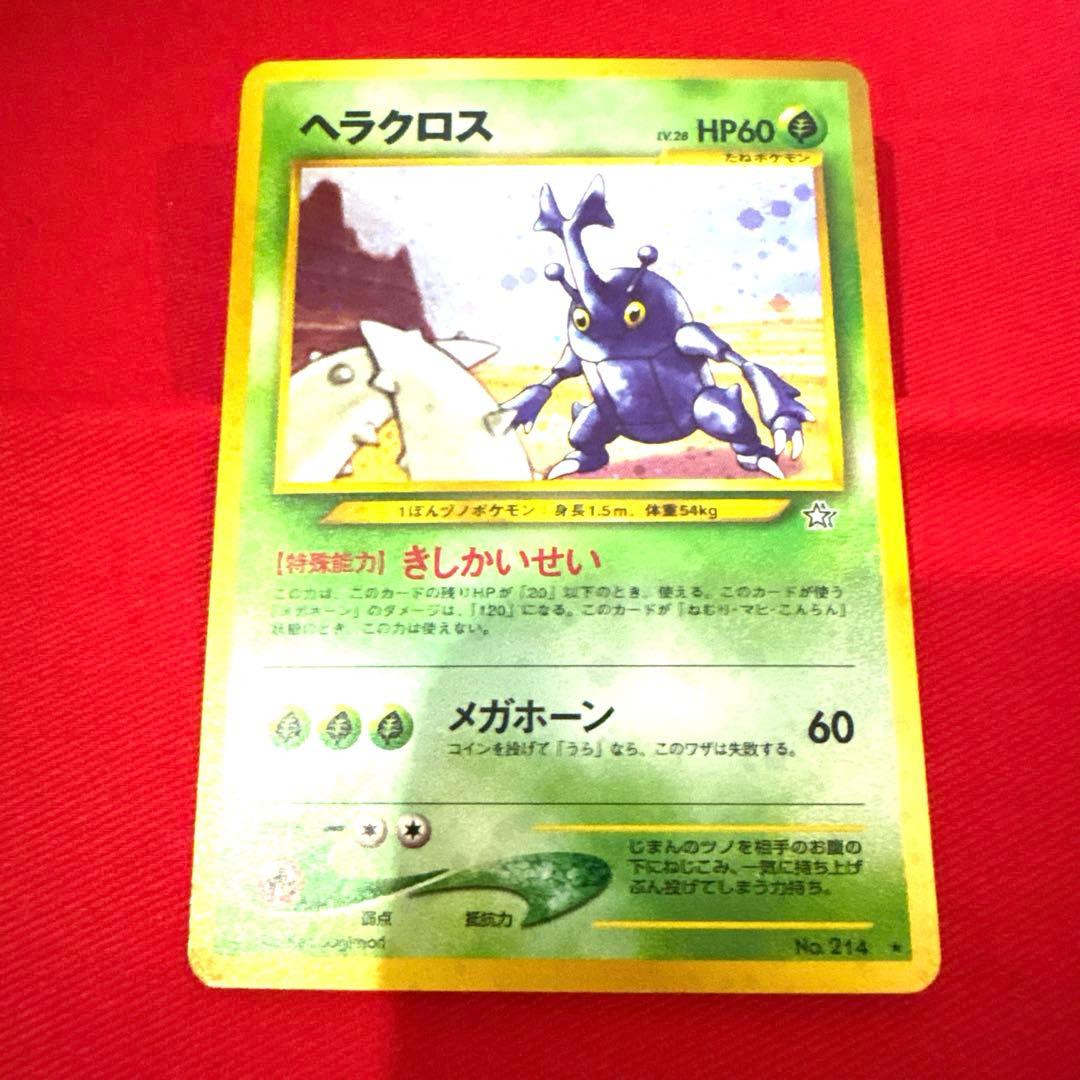 ヘラクロス
LV.28 HP60
たねポケモン
1ぽんヅノポケモン 身長1.5m. 体重54kg
【特殊能力】 きしかいせい
この力は、このカードの残りHPが「20」以下のとき、使える。このカードが使う
「メガホーン」のダメージは、「120」になる。このカードが「ねむり・マヒ・こんらん」
状態のとき、この力は使えない。
メガホーン 60
コインを投げて「うら」なら、このワザは失敗する。
じまんのツノを相手のお腹の
下にねじこみ、一気に持ち上げ
ぶん投げてしまう力持ち。
弱点 抵抗力
No. 214